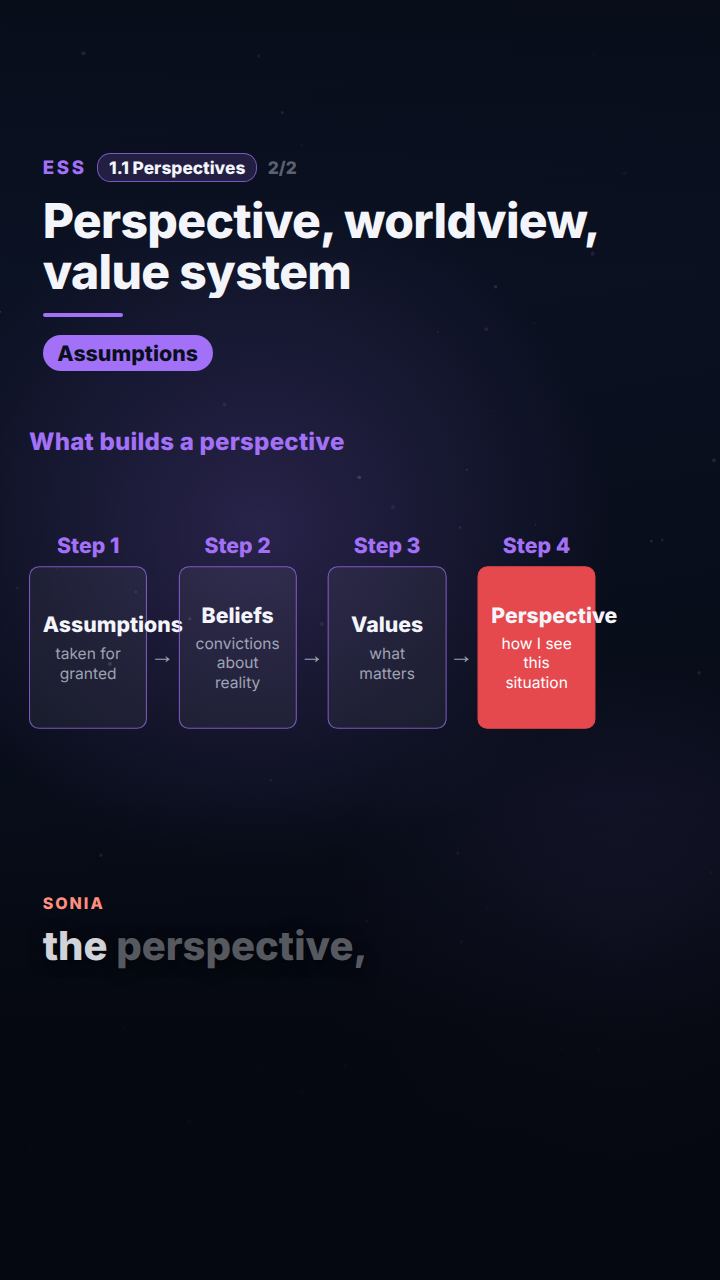 ESS 1.1 Perspectives 2/2
Perspective, worldview,
value system
Assumptions
What builds a perspective
Step 1
Assumptions
taken for
granted
→
Step 2
Beliefs
convictions
about
reality
→
Step 3
Values
what
matters
→
Step 4
Perspective
how I see
this
situation
SONIA
the perspective,